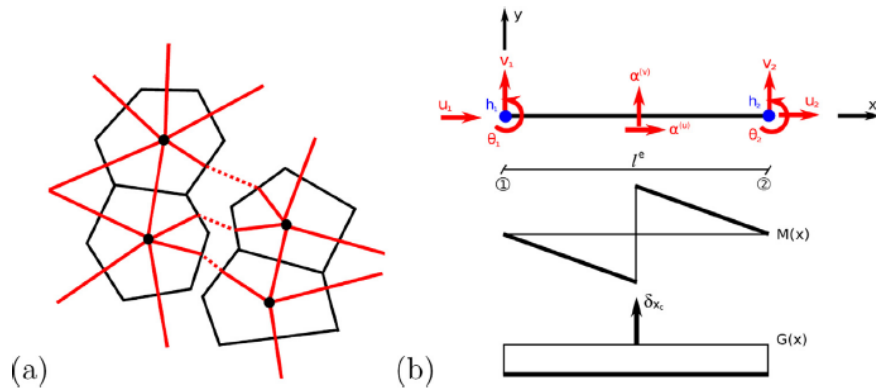 y
v₁ α⁽ᵛ⁾ v₂
u₁ h₁ h₂ u₂ x
θ₁ α⁽ᵘ⁾ θ₂
lᵉ
① ②
M(x)
δx꜀
G(x)
(a) (b)